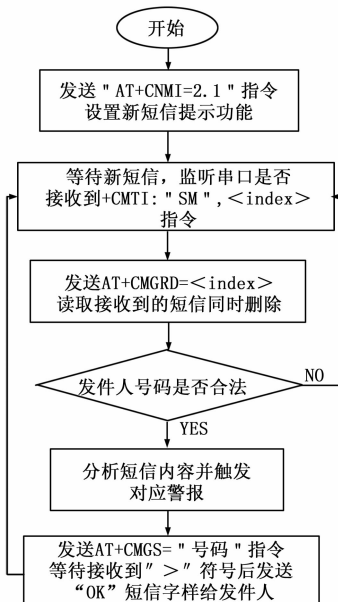 开始
发送"AT+CNMI=2.1"指令
设置新短信提示功能
等待新短信，监听串口是否
接收到+CMTI:"SM",<index>
指令
发送AT+CMGRD=<index>
读取接收到的短信同时删除
发件人号码是否合法
NO
YES
分析短信内容并触发
对应警报
发送AT+CMGS="号码"指令
等待接收到″>″符号后发送
“OK”短信字样给发件人